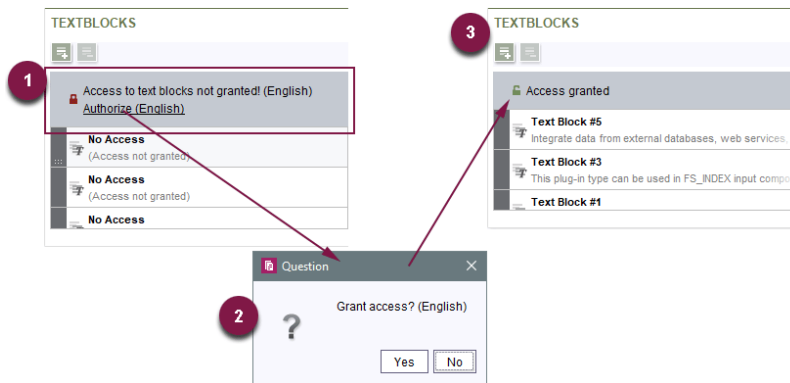 TEXTBLOCKS
1
Access to text blocks not granted! (English)
Authorize (English)
No Access
(Access not granted)
No Access
(Access not granted)
No Access
2
Question
Grant access? (English)
?
Yes
No
3
TEXTBLOCKS
Access granted
Text Block #5
Integrate data from external databases, web services,
Text Block #3
This plug-in type can be used in FS_INDEX input compo
Text Block #1